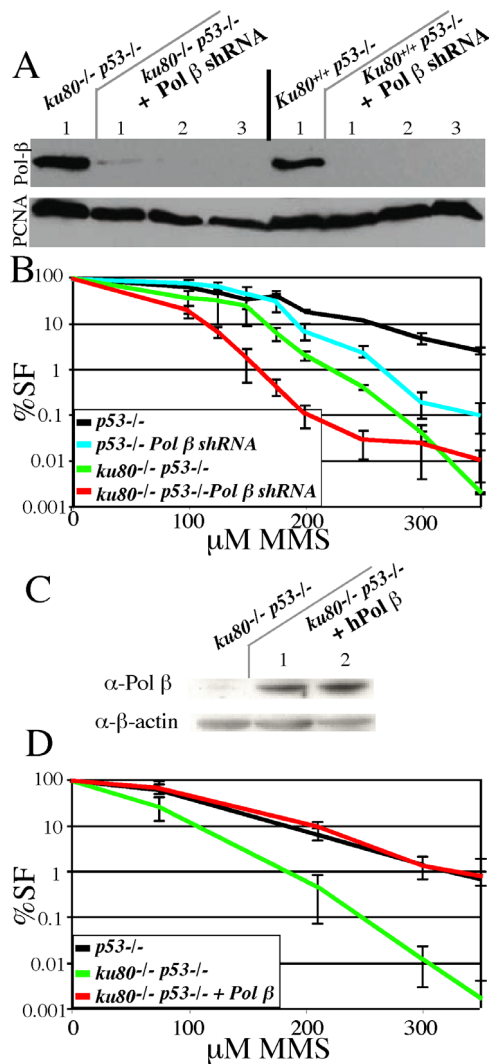 A
ku80-/- p53-/-
ku80-/- p53-/-
+ Pol β shRNA
Ku80+/+ p53-/-
Ku80+/+ p53-/-
+ Pol β shRNA
1 1 2 3 1 1 2 3
Pol-β
PCNA
B
100
10
1
0.1
0.01
0.001
%SF
p53-/-
p53-/- Pol β shRNA
ku80-/- p53-/-
ku80-/- p53-/-Pol β shRNA
0 100 200 300
μM MMS
C
ku80-/- p53-/-
ku80-/- p53-/-
+ hPol β
1 2
α-Pol β
α-β-actin
D
100
10
1
0.1
0.01
0.001
%SF
p53-/-
ku80-/- p53-/-
ku80-/- p53-/- + Pol β
0 100 200 300
μM MMS